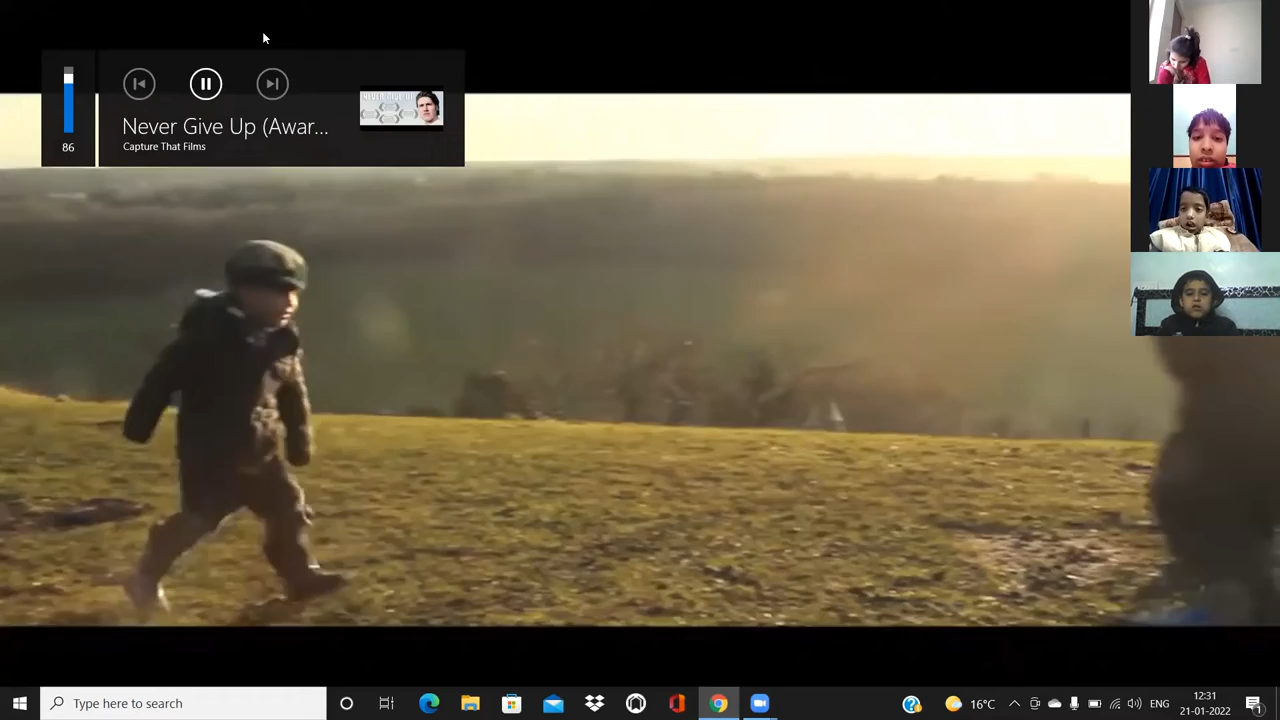 Never Give Up (Awar...
Capture That Films
86
Type here to search
16°C
ENG
12:31
21-01-2022
1